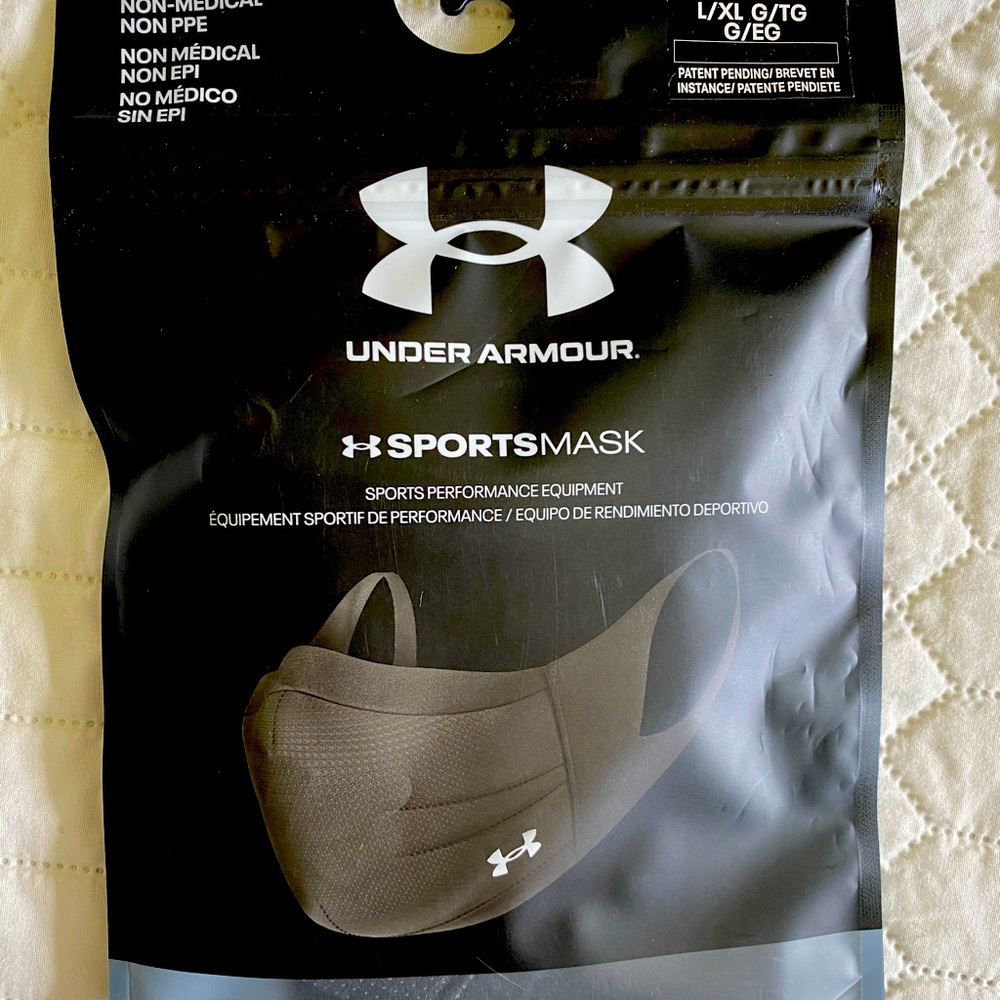 NON-MEDICAL
NON PPE
NON MÉDICAL
NON EPI
NO MÉDICO
SIN EPI
L/XL G/TG
G/EG
PATENT PENDING/ BREVET EN
INSTANCE/ PATENTE PENDIETE
UNDER ARMOUR.
SPORTSMASK
SPORTS PERFORMANCE EQUIPMENT
ÉQUIPEMENT SPORTIF DE PERFORMANCE / EQUIPO DE RENDIMIENTO DEPORTIVO